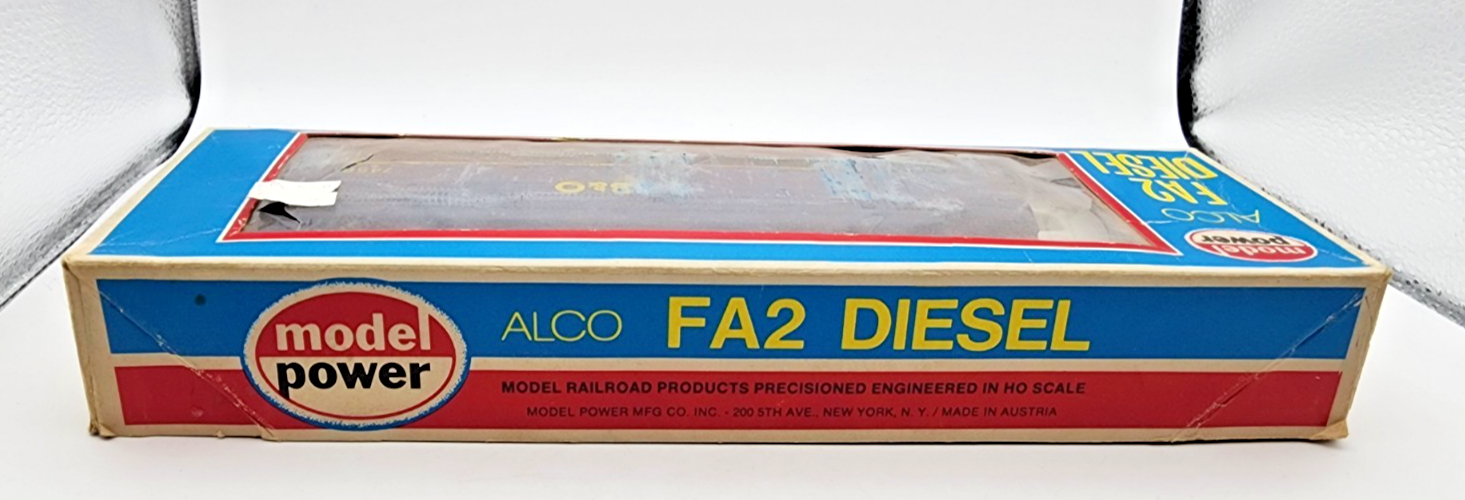 B&O
ALCO
FA2
DIESEL
model
power
model
power
ALCO FA2 DIESEL
MODEL RAILROAD PRODUCTS PRECISIONED ENGINEERED IN HO SCALE
MODEL POWER MFG CO. INC. - 200 5TH AVE., NEW YORK, N. Y. / MADE IN AUSTRIA